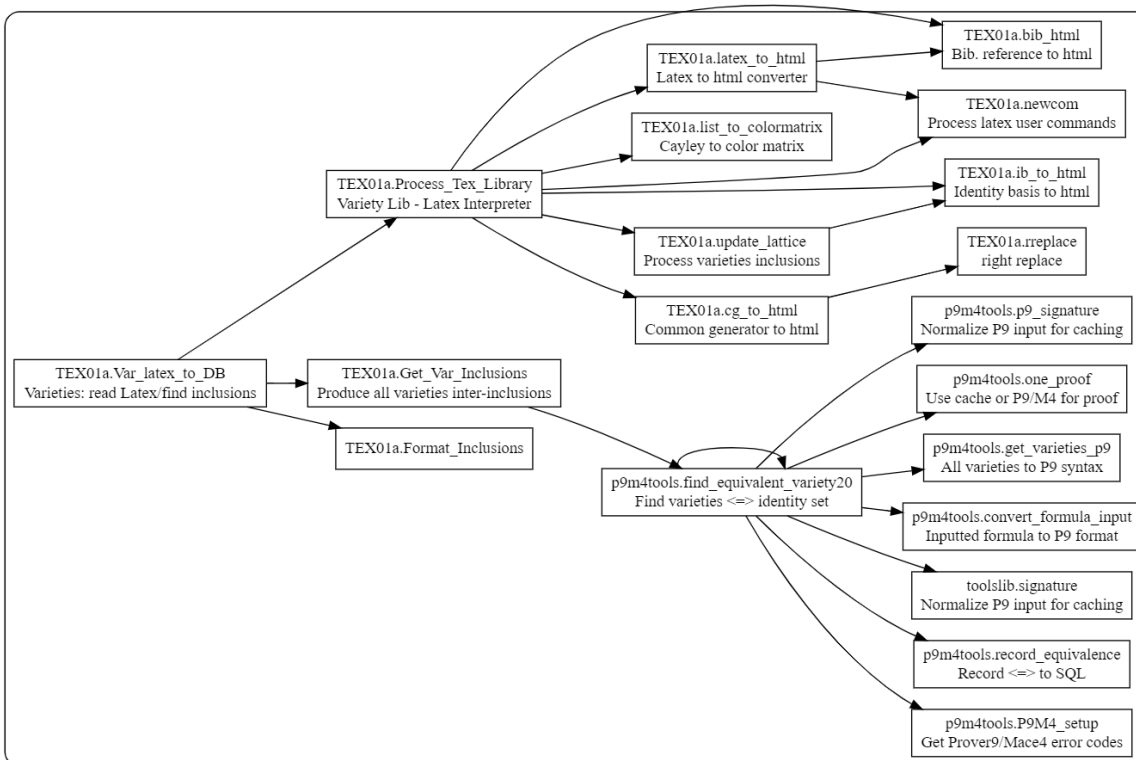 TEX01a.bib_html
Bib. reference to html
TEX01a.latex_to_html
Latex to html converter
TEX01a.newcom
Process latex user commands
TEX01a.list_to_colormatrix
Cayley to color matrix
TEX01a.ib_to_html
Identity basis to html
TEX01a.Process_Tex_Library
Variety Lib - Latex Interpreter
TEX01a.update_lattice
Process varieties inclusions
TEX01a.rreplace
right replace
TEX01a.cg_to_html
Common generator to html
p9m4tools.p9_signature
Normalize P9 input for caching
TEX01a.Var_latex_to_DB
Varieties: read Latex/find inclusions
TEX01a.Get_Var_Inclusions
Produce all varieties inter-inclusions
p9m4tools.one_proof
Use cache or P9/M4 for proof
TEX01a.Format_Inclusions
p9m4tools.get_varieties_p9
All varieties to P9 syntax
p9m4tools.find_equivalent_variety20
Find varieties <=> identity set
p9m4tools.convert_formula_input
Inputted formula to P9 format
toolslib.signature
Normalize P9 input for caching
p9m4tools.record_equivalence
Record <=> to SQL
p9m4tools.P9M4_setup
Get Prover9/Mace4 error codes